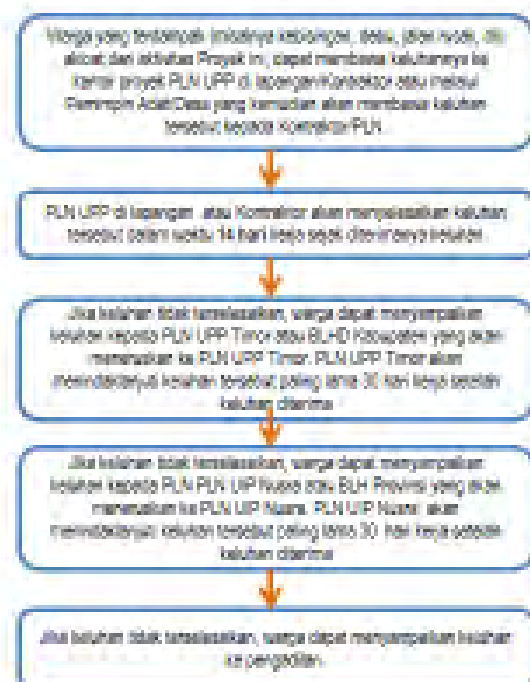 Warga yang terdampak (misalnya kebisingan, debu, jalan rusak, dll)
akibat dari aktivitas Proyek ini, dapat membawa keluhannya ke
kantor proyek PLN UPP di lapangan/Kontraktor atau melalui
Pemimpin Adat/Desa yang kemudian akan membawa keluhan
tersebut kepada Kontraktor/PLN
PLN UPP di lapangan atau Kontraktor akan menyelesaikan keluhan
tersebut dalam waktu 14 hari kerja sejak diterimanya keluhan
Jika keluhan tidak terselesaikan, warga dapat menyampaikan
keluhan kepada PLN UPP Timor atau BLHD Kabupaten yang akan
meneruskan ke PLN UPP Timor. PLN UPP Timor akan
menindaklanjuti keluhan tersebut paling lama 30 hari kerja setelah
keluhan diterima
Jika keluhan tidak terselesaikan, warga dapat menyampaikan
keluhan kepada PLN PLN UIP Nusra atau BLH Provinsi yang akan
meneruskan ke PLN UIP Nusra. PLN UIP Nusra akan
menindaklanjuti keluhan tersebut paling lama 30 hari kerja setelah
keluhan diterima
Jika keluhan tidak terselesaikan, warga dapat menyampaikan keluhan
ke pengadilan.